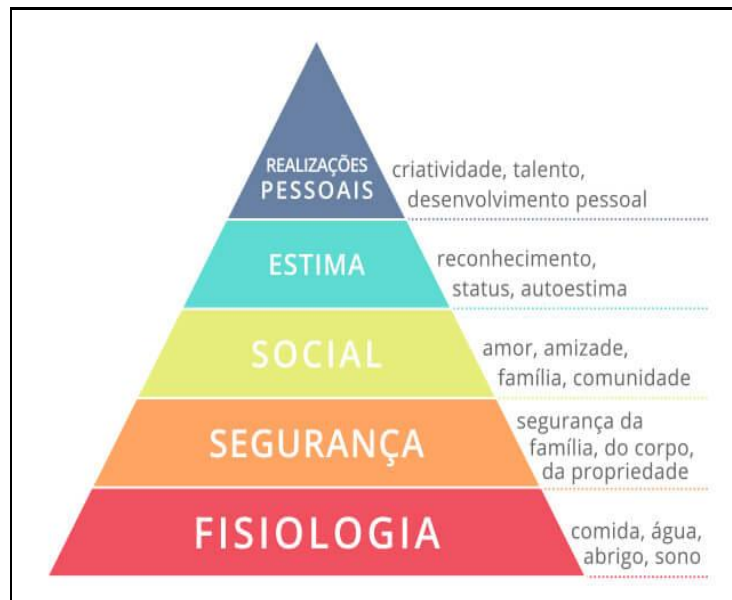 REALIZAÇÕES
PESSOAIS
criatividade, talento,
desenvolvimento pessoal
ESTIMA
reconhecimento,
status, autoestima
SOCIAL
amor, amizade,
família, comunidade
SEGURANÇA
segurança da
família, do corpo,
da propriedade
FISIOLOGIA
comida, água,
abrigo, sono